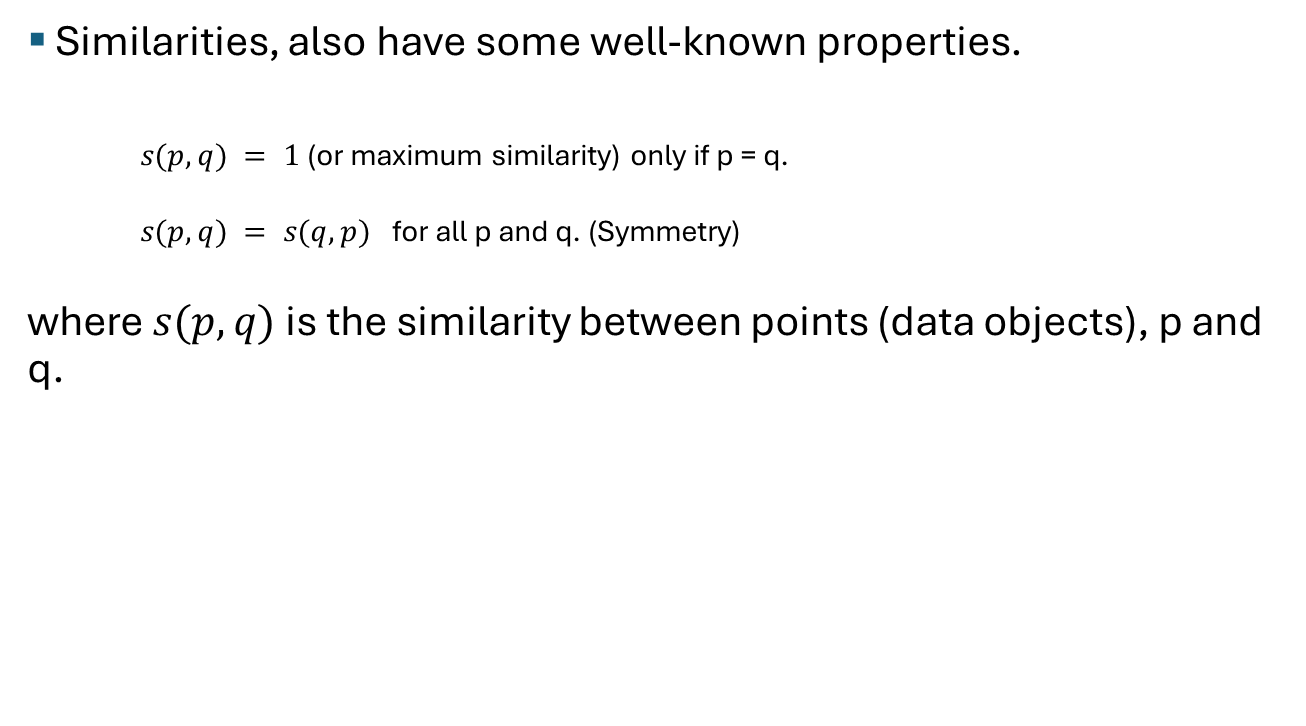 ▪ Similarities, also have some well-known properties.
s(p, q) = 1 (or maximum similarity) only if p = q.
s(p, q) = s(q, p) for all p and q. (Symmetry)
where s(p, q) is the similarity between points (data objects), p and
q.